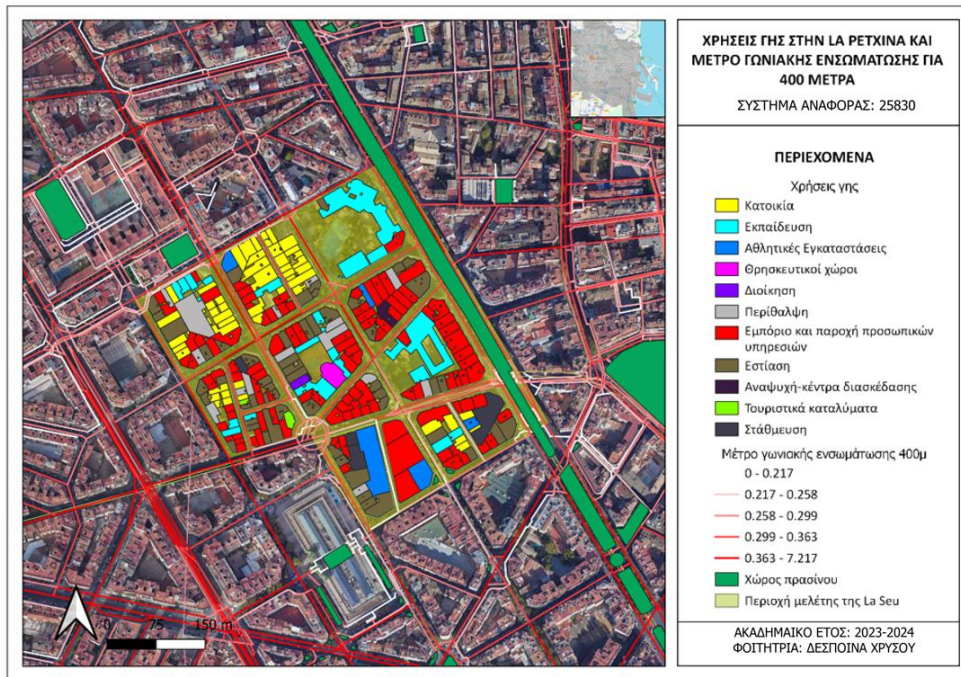 ΧΡΗΣΕΙΣ ΓΗΣ ΣΤΗΝ LA PETXINA ΚΑΙ
ΜΕΤΡΟ ΓΩΝΙΑΚΗΣ ΕΝΣΩΜΑΤΩΣΗΣ ΓΙΑ
400 ΜΕΤΡΑ
ΣΥΣΤΗΜΑ ΑΝΑΦΟΡΑΣ: 25830
ΠΕΡΙΕΧΟΜΕΝΑ
Χρήσεις γης
Κατοικία
Εκπαίδευση
Αθλητικές Εγκαταστάσεις
Θρησκευτικοί χώροι
Διοίκηση
Περίθαλψη
Εμπόριο και παροχή προσωπικών
υπηρεσιών
Εστίαση
Αναψυχή-κέντρα διασκέδασης
Τουριστικά καταλύματα
Στάθμευση
Μέτρο γωνιακής ενσωμάτωσης 400μ
0 - 0.217
0.217 - 0.258
0.258 - 0.299
0.299 - 0.363
0.363 - 7.217
Χώρος πρασίνου
Περιοχή μελέτης της La Seu
ΑΚΑΔΗΜΑΙΚΟ ΕΤΟΣ: 2023-2024
ΦΟΙΤΗΤΡΙΑ: ΔΕΣΠΟΙΝΑ ΧΡΥΣΟΥ
0 75 150 m